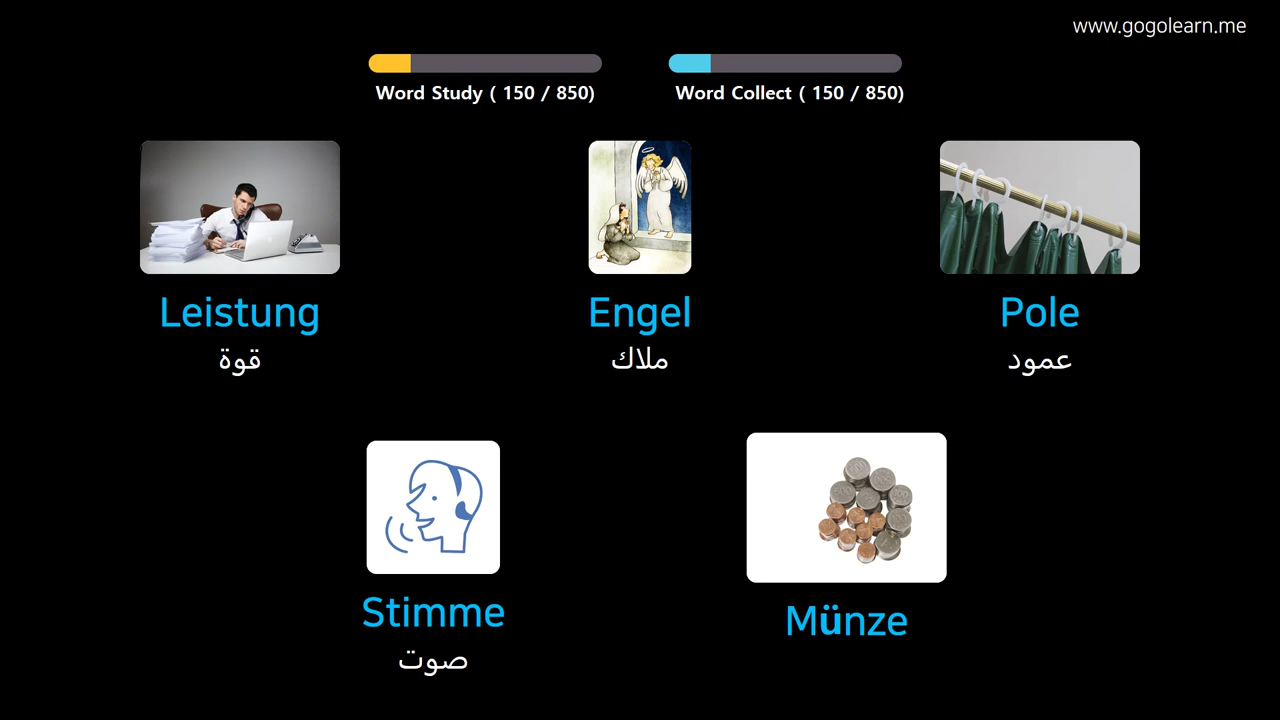 www.gogolearn.me
Word Study ( 150 / 850)
Word Collect ( 150 / 850)
Leistung
قوة
Engel
ملاك
Pole
عمود
Stimme
صوت
Münze